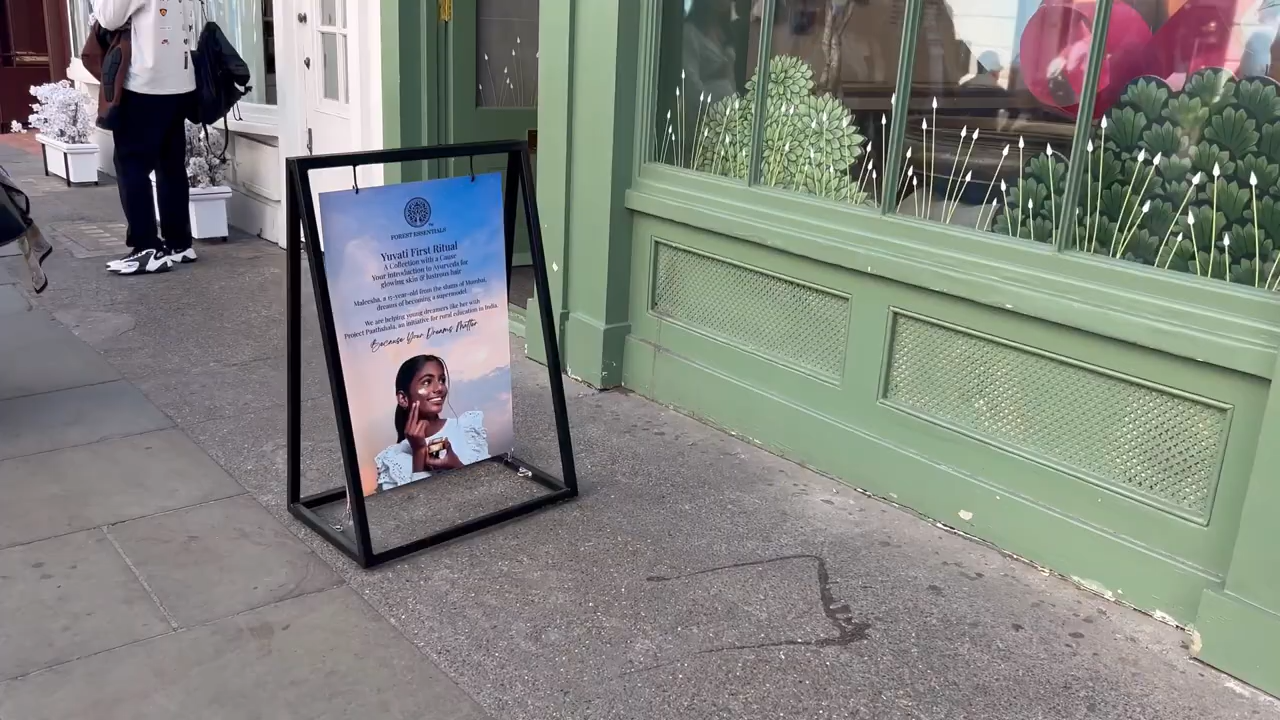 FOREST ESSENTIALS
Yuvati First Ritual
A Collection with a Cause
Your introduction to Ayurveda for
glowing skin & lustrous hair
Maleesha, a 15-year-old from the slums of Mumbai,
dreams of becoming a supermodel.
We are helping young dreamers like her with
Project Paathshala, an initiative for rural education in India.
Because Your Dreams Matter